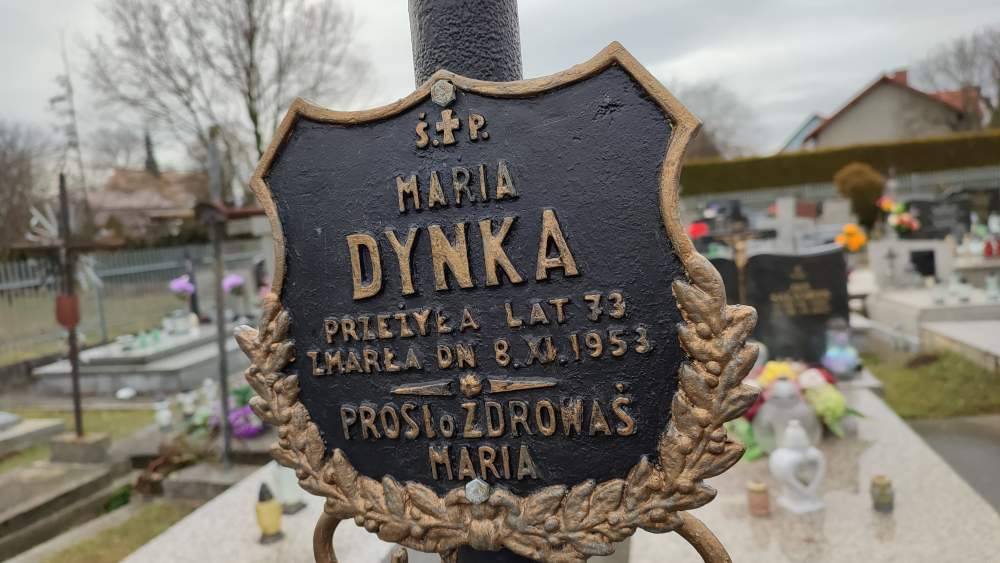 Ś. ✝ P.
MARIA
DYNKA
PRZEŻYŁA LAT 73
ZMARŁA DN 8.XI.1953
PROSI o ZDROWAŚ
MARIA